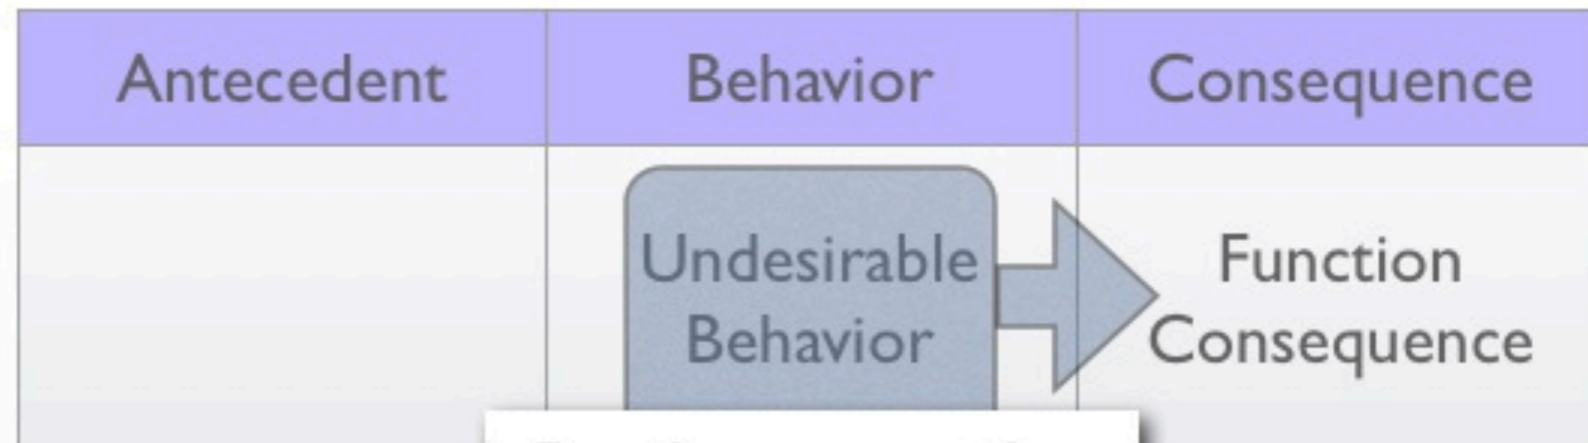 Antecedent Behavior Consequence
Undesirable Function
Behavior Consequence